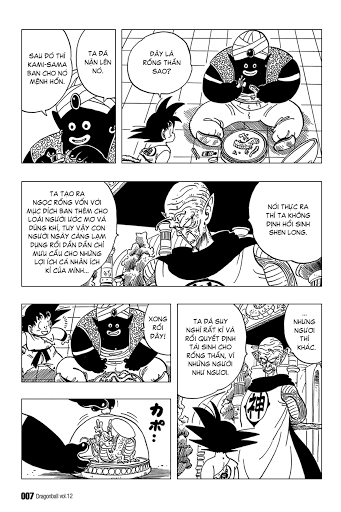 ĐÂY LÀ
RỒNG THẦN
SAO?
TA ĐÃ
NẶN LÊN
NÓ.
SAU ĐÓ THÌ
KAMI-SAMA
BAN CHO NÓ
MỆNH HỒN.
NÓI THỰC RA
THÌ TA KHÔNG
ĐỊNH HỒI SINH
SHEN LONG.
TA TẠO RA
NGỌC RỒNG VỐN VỚI
MỤC ĐÍCH BAN THÊM CHO
LOÀI NGƯỜI ƯỚC MƠ VÀ
DŨNG KHÍ, TUY VẬY CON
NGƯỜI NGÀY CÀNG LẠM
DỤNG RỒI DẦN DẦN CHỈ
MƯU CẦU CHO NHỮNG
LỢI ÍCH CÁ NHÂN ÍCH
KỈ CỦA MÌNH...
...
NHƯNG
NGƯƠI
THÌ
KHÁC.
TA ĐÃ SUY
NGHĨ RẤT KĨ VÀ
RỒI QUYẾT ĐỊNH
TÁI SINH CHO
RỒNG THẦN, VÌ
NHỮNG NGƯỜI
NHƯ NGƯƠI.
神
XONG
RỒI
ĐÂY!
カポ...
007 Dragonball vol.12